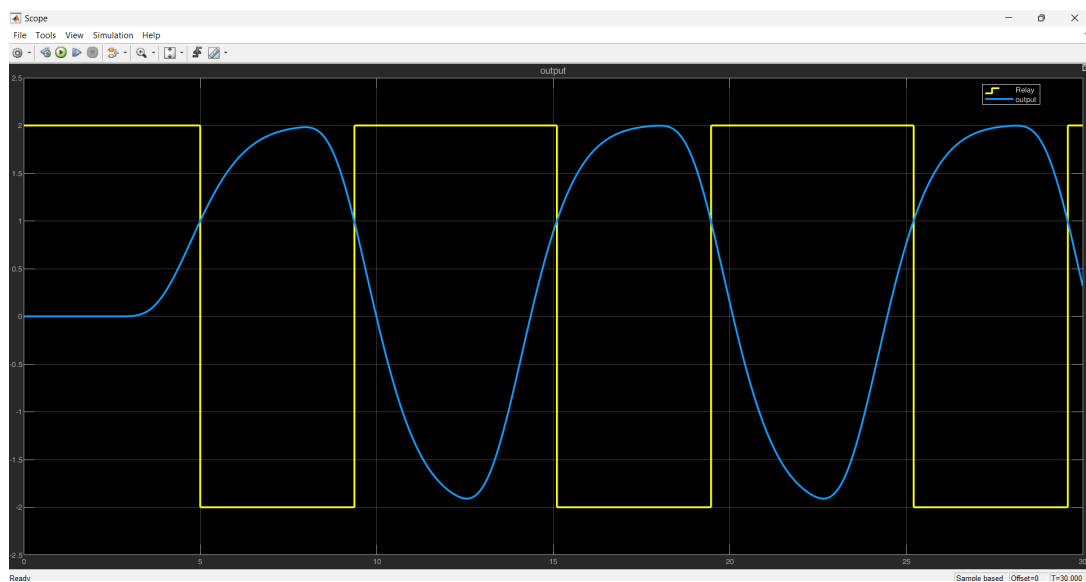 Scope
File Tools View Simulation Help
output
Relay
output
2.5
2
1.5
1
0.5
0
-0.5
-1
-1.5
-2
-2.5
0 5 10 15 20 25 30
Ready Sample based Offset=0 T=30.000